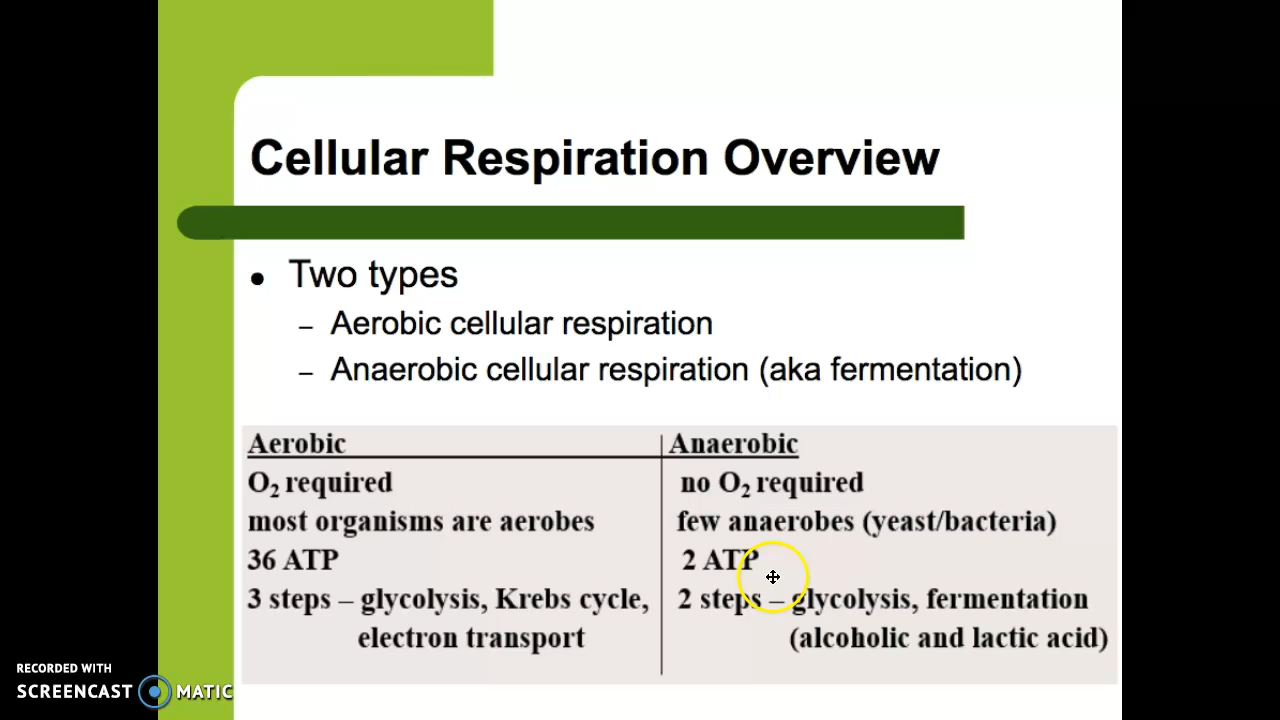 Cellular Respiration Overview
● Two types
– Aerobic cellular respiration
– Anaerobic cellular respiration (aka fermentation)
Aerobic
O₂ required
most organisms are aerobes
36 ATP
3 steps – glycolysis, Krebs cycle,
electron transport
Anaerobic
no O₂ required
few anaerobes (yeast/bacteria)
2 ATP
2 steps – glycolysis, fermentation
(alcoholic and lactic acid)
RECORDED WITH
SCREENCAST MATIC